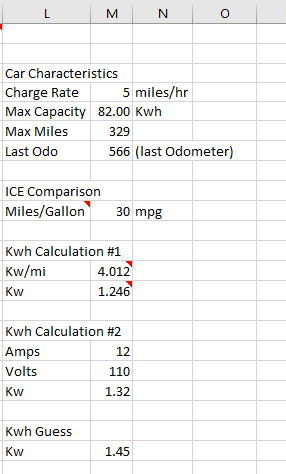 L M N O
Car Characteristics
Charge Rate 5 miles/hr
Max Capacity 82.00 Kwh
Max Miles 329
Last Odo 566 (last Odometer)
ICE Comparison
Miles/Gallon 30 mpg
Kwh Calculation #1
Kw/mi 4.012
Kw 1.246
Kwh Calculation #2
Amps 12
Volts 110
Kw 1.32
Kwh Guess
Kw 1.45